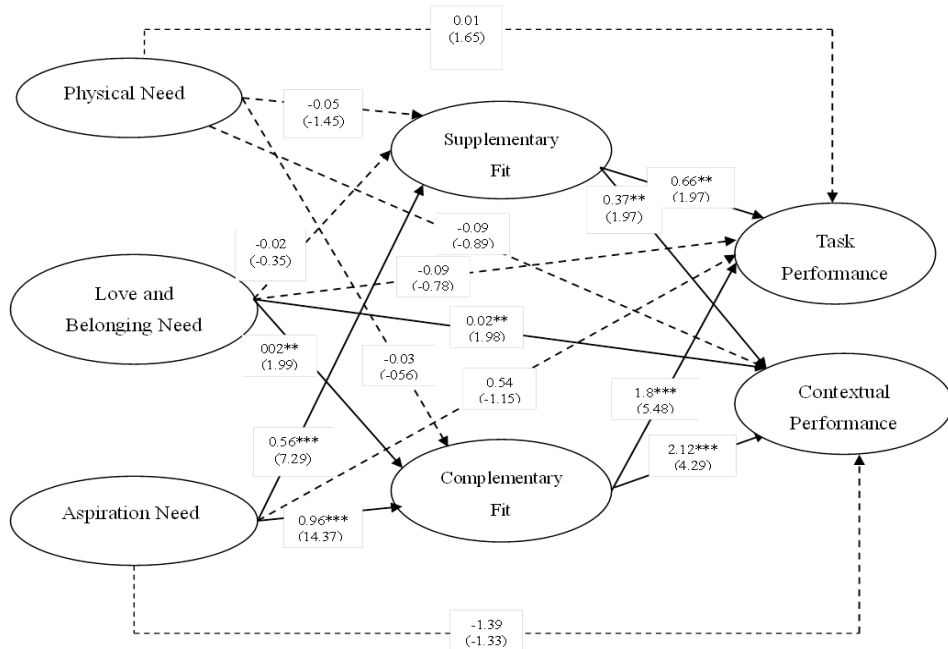 0.01
(1.65)
Physical Need
-0.05
(-1.45)
Supplementary
Fit
0.66**
(1.97)
0.37**
(1.97)
-0.02
(-0.35)
-0.09
(-0.89)
Task
Performance
-0.09
(-0.78)
Love and
Belonging Need
0.02**
(1.98)
002**
(1.99)
-0.03
(-056)
0.54
(-1.15)
1.8***
(5.48)
Contextual
Performance
0.56***
(7.29)
2.12***
(4.29)
Complementary
Fit
Aspiration Need
0.96***
(14.37)
-1.39
(-1.33)